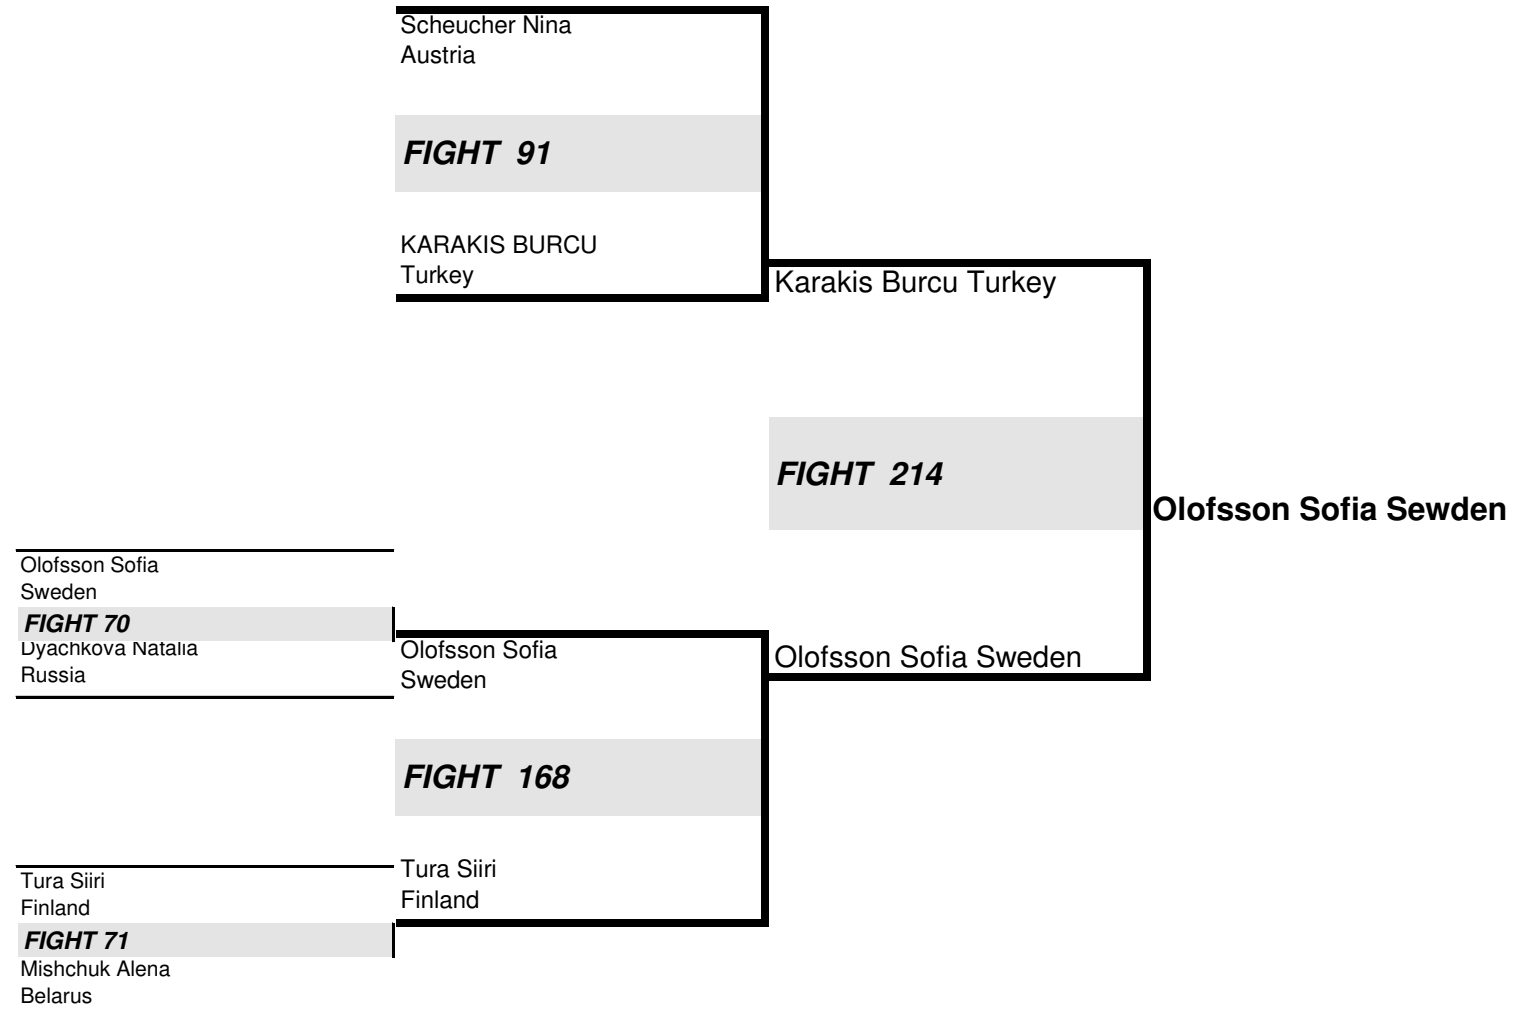 Scheucher Nina
Austria
FIGHT 91
KARAKIS BURCU
Turkey
Karakis Burcu Turkey
FIGHT 214
Olofsson Sofia Sewden
Olofsson Sofia
Sweden
FIGHT 70
Dyachkova Natalia
Russia
Olofsson Sofia
Sweden
Olofsson Sofia Sweden
FIGHT 168
Tura Siiri
Finland
Tura Siiri
Finland
FIGHT 71
Mishchuk Alena
Belarus